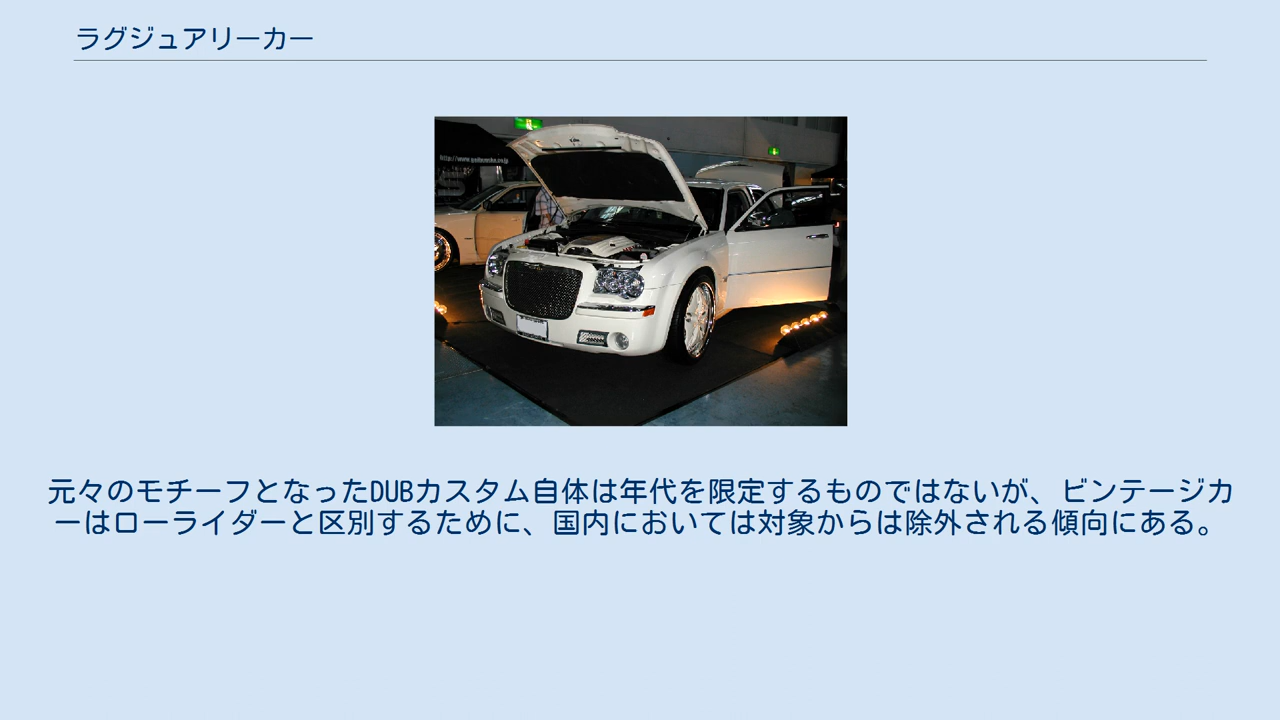 ラグジュアリーカー
http://www.
元々のモチーフとなったDUBカスタム自体は年代を限定するものではないが、ビンテージカ
ーはローライダーと区別するために、国内においては対象からは除外される傾向にある。